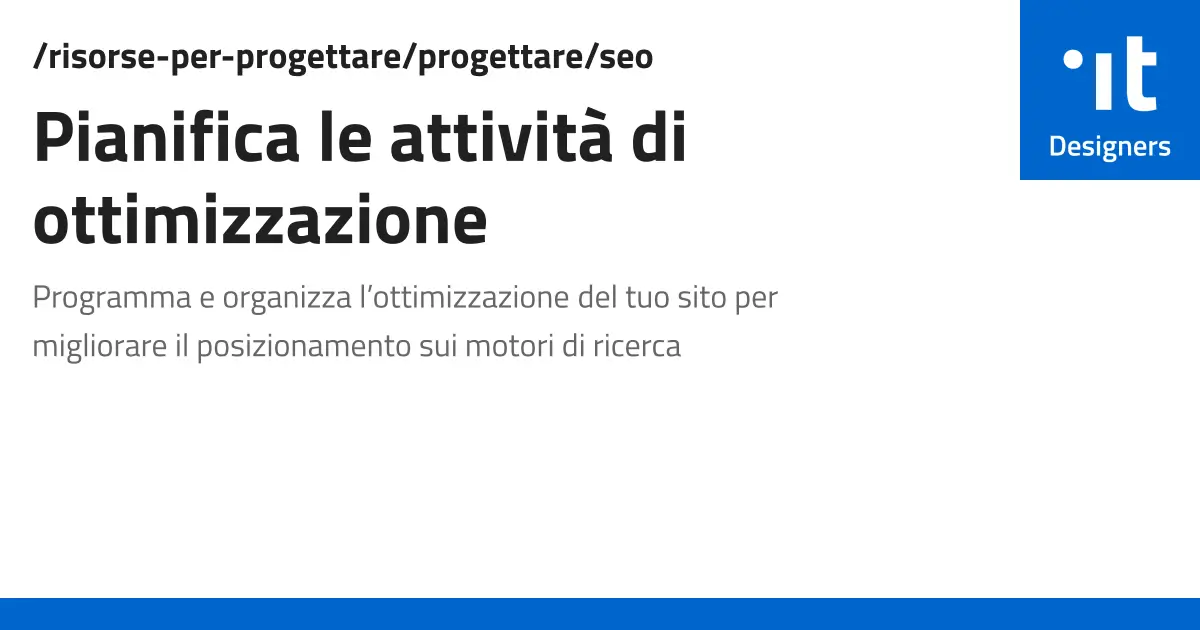 /risorse-per-progettare/progettare/seo
Pianifica le attività di
ottimizzazione
Programma e organizza l’ottimizzazione del tuo sito per
migliorare il posizionamento sui motori di ricerca
it
Designers